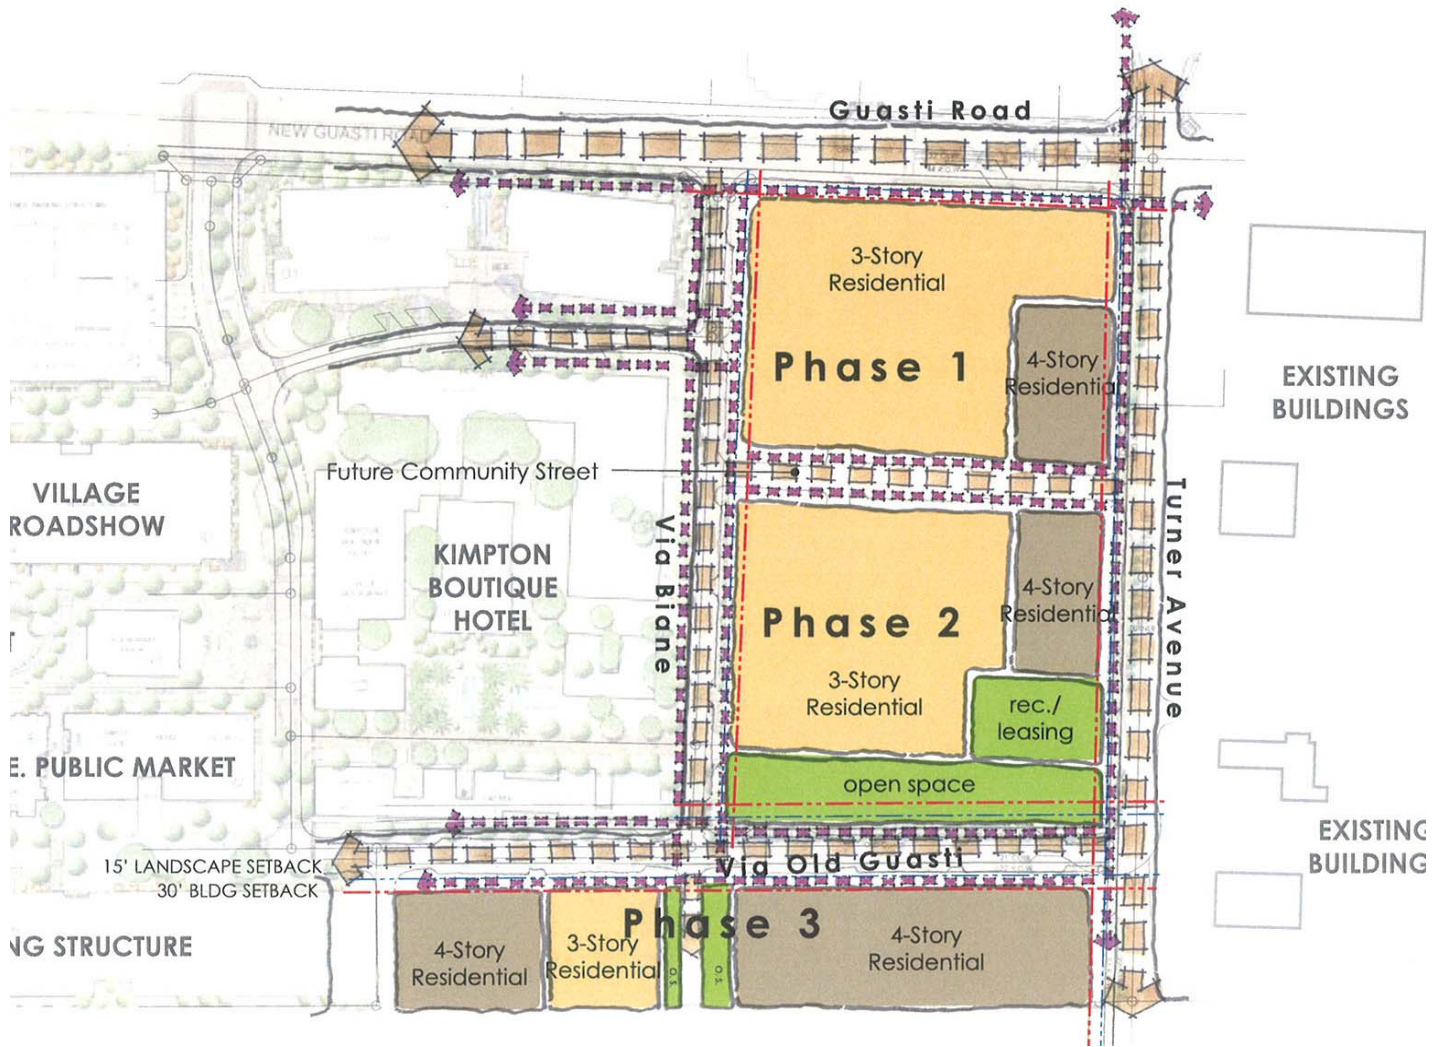 Guasti Road
NEW GUASTI ROAD
3-Story
Residential
4-Story
Residential
Phase 1
EXISTING
BUILDINGS
Future Community Street
VILLAGE
ROADSHOW
KIMPTON
BOUTIQUE
HOTEL
Via Biane
Turner Avenue
4-Story
Residential
Phase 2
3-Story
Residential
rec./
leasing
E. PUBLIC MARKET
open space
EXISTING
BUILDING
15' LANDSCAPE SETBACK
30' BLDG SETBACK
Via Old Guasti
Phase 3
NG STRUCTURE
4-Story
Residential
3-Story
Residential
o.s.
o.s.
4-Story
Residential